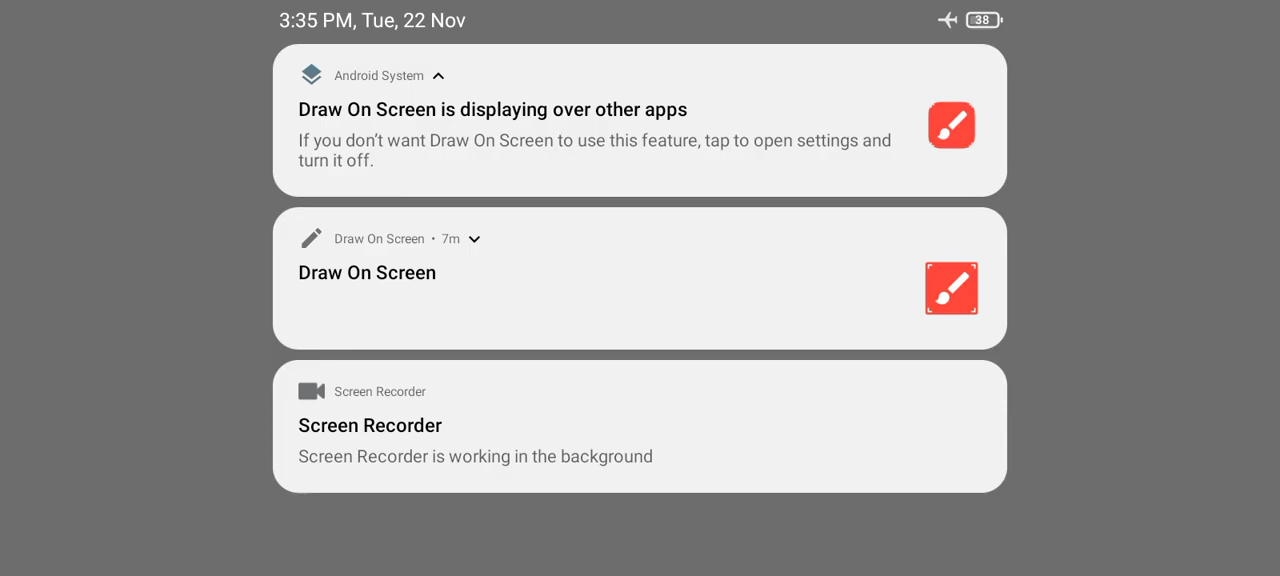 3:35 PM, Tue, 22 Nov
38
Android System
Draw On Screen is displaying over other apps
If you don't want Draw On Screen to use this feature, tap to open settings and
turn it off.
Draw On Screen • 7m
Draw On Screen
Screen Recorder
Screen Recorder
Screen Recorder is working in the background